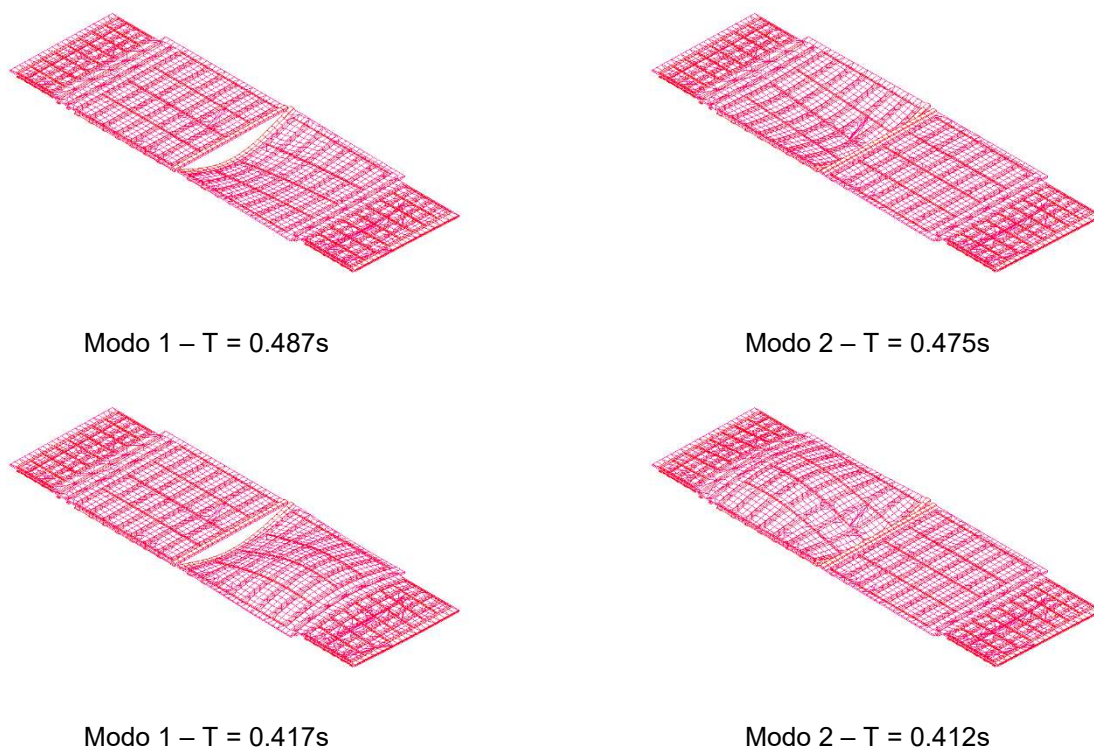 Modo 1 – T = 0.487s
Modo 2 – T = 0.475s
Modo 1 – T = 0.417s
Modo 2 – T = 0.412s